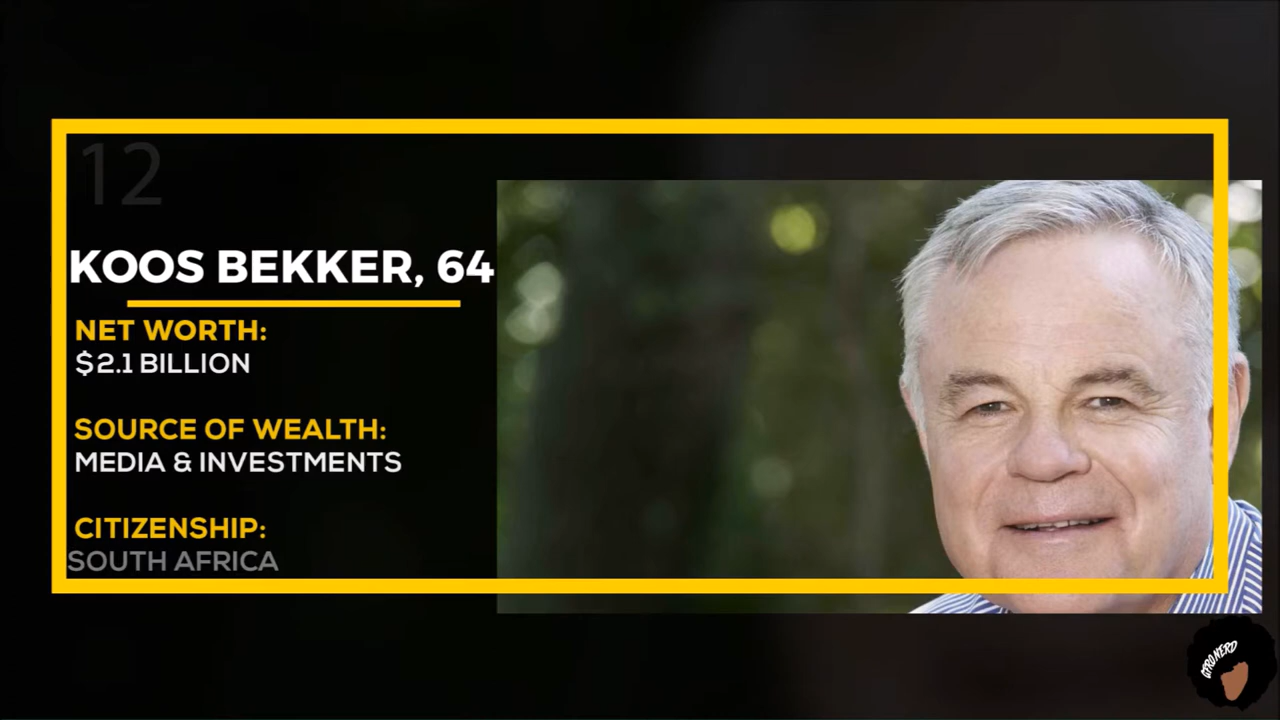 12
KOOS BEKKER, 64
NET WORTH:
$2.1 BILLION
SOURCE OF WEALTH:
MEDIA & INVESTMENTS
CITIZENSHIP:
SOUTH AFRICA